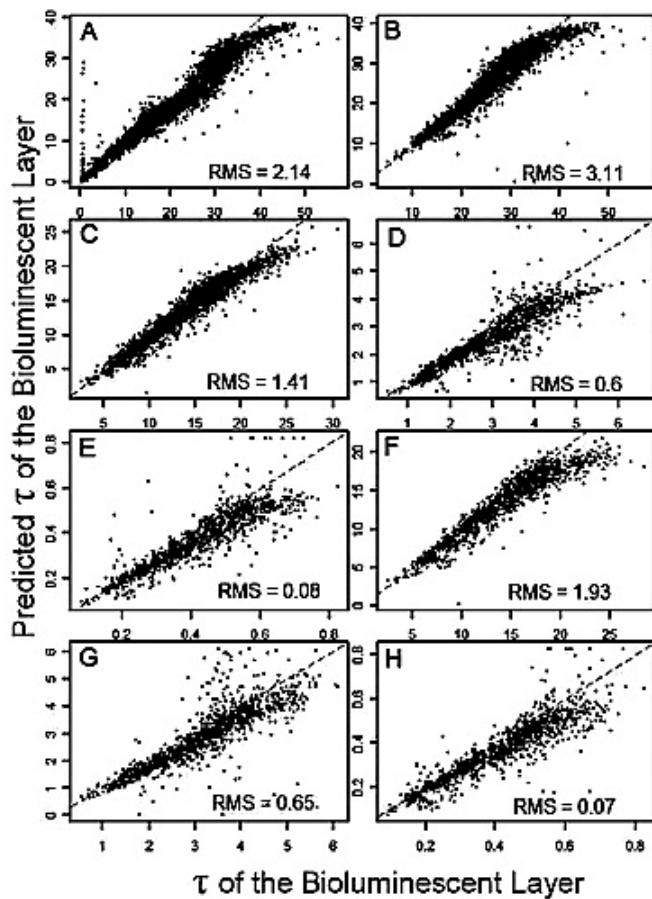 Predicted τ of the Bioluminescent Layer
A
0 10 20 30 40
RMS = 2.14
0 10 20 30 40 50
B
0 10 20 30 40
RMS = 3.11
10 20 30 40 50
C
5 10 15 20 25
RMS = 1.41
5 10 15 20 25 30
D
1 2 3 4 5 6
RMS = 0.6
1 2 3 4 5 6
E
0.2 0.4 0.6 0.8
RMS = 0.08
0.2 0.4 0.6 0.8
F
0 5 10 15 20
RMS = 1.93
5 10 15 20 25
G
0 1 2 3 4 5 6
RMS = 0.65
1 2 3 4 5 6
H
0.2 0.4 0.6 0.8
RMS = 0.07
0.2 0.4 0.6 0.8
τ of the Bioluminescent Layer